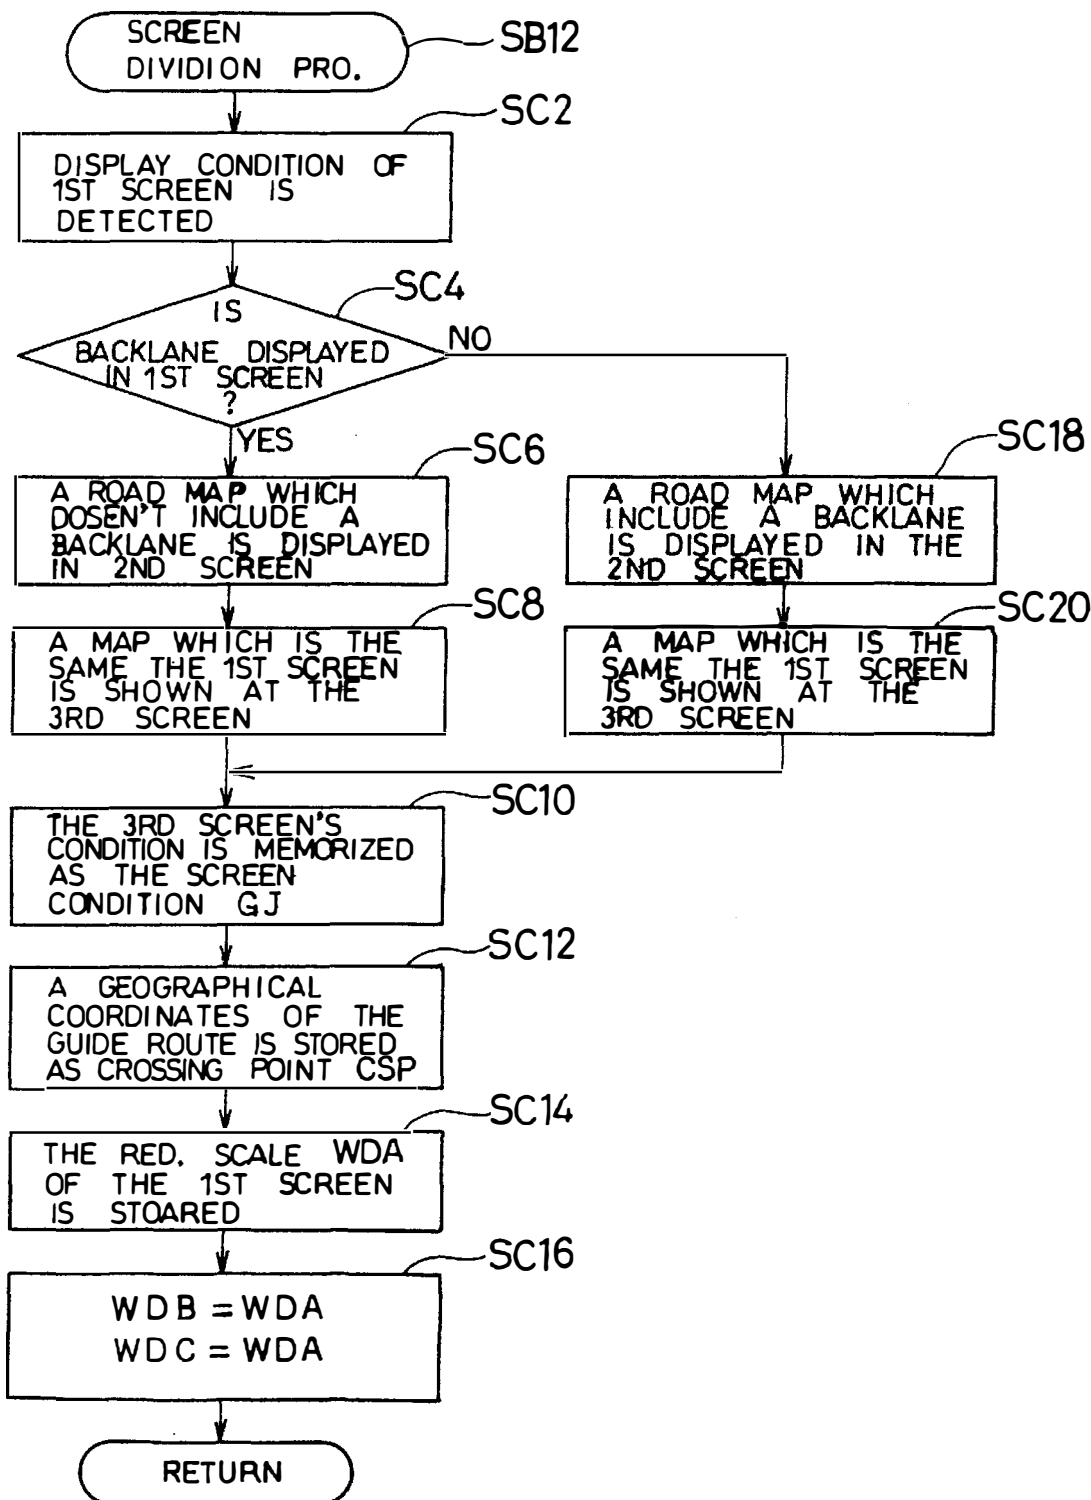 SCREEN
DIVIDION PRO.
SB12
SC2
DISPLAY CONDITION OF
1ST SCREEN IS
DETECTED
SC4
IS
BACKLANE DISPLAYED
IN 1ST SCREEN
?
NO
YES
SC6
A ROAD MAP WHICH
DOSEN'T INCLUDE A
BACKLANE IS DISPLAYED
IN 2ND SCREEN
SC18
A ROAD MAP WHICH
INCLUDE A BACKLANE
IS DISPLAYED IN THE
2ND SCREEN
SC8
A MAP WHICH IS THE
SAME THE 1ST SCREEN
IS SHOWN AT THE
3RD SCREEN
SC20
A MAP WHICH IS THE
SAME THE 1ST SCREEN
IS SHOWN AT THE
3RD SCREEN
SC10
THE 3RD SCREEN'S
CONDITION IS MEMORIZED
AS THE SCREEN
CONDITION GJ
SC12
A GEOGRAPHICAL
COORDINATES OF THE
GUIDE ROUTE IS STORED
AS CROSSING POINT CSP
SC14
THE RED. SCALE WDA
OF THE 1ST SCREEN
IS STOARED
SC16
WDB = WDA
WDC = WDA
RETURN